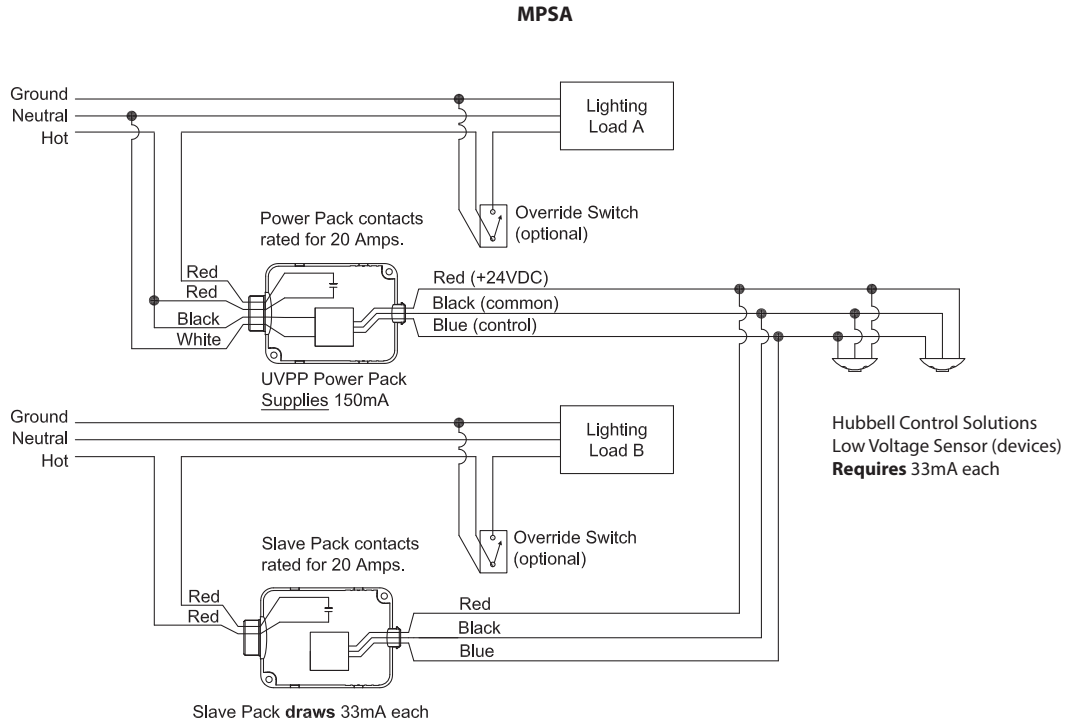 MPSA
Ground
Neutral
Hot
Lighting
Load A
Override Switch
(optional)
Power Pack contacts
rated for 20 Amps.
Red
Red
Black
White
Red (+24VDC)
Black (common)
Blue (control)
UVPP Power Pack
Supplies 150mA
Hubbell Control Solutions
Low Voltage Sensor (devices)
Requires 33mA each
Ground
Neutral
Hot
Lighting
Load B
Override Switch
(optional)
Slave Pack contacts
rated for 20 Amps.
Red
Red
Red
Black
Blue
Slave Pack draws 33mA each